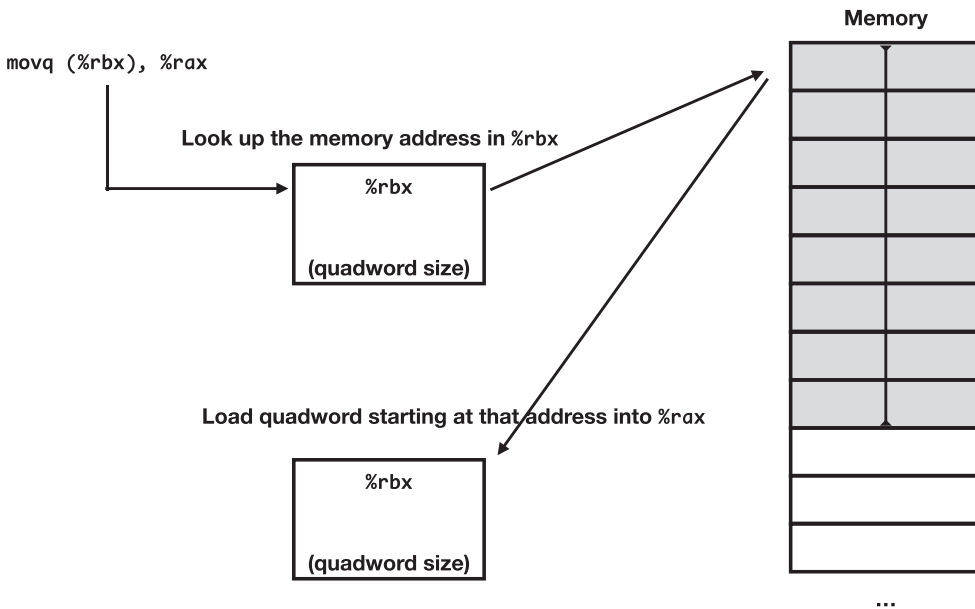 Memory
movq (%rbx), %rax
Look up the memory address in %rbx
%rbx
(quadword size)
Load quadword starting at that address into %rax
%rbx
(quadword size)
...